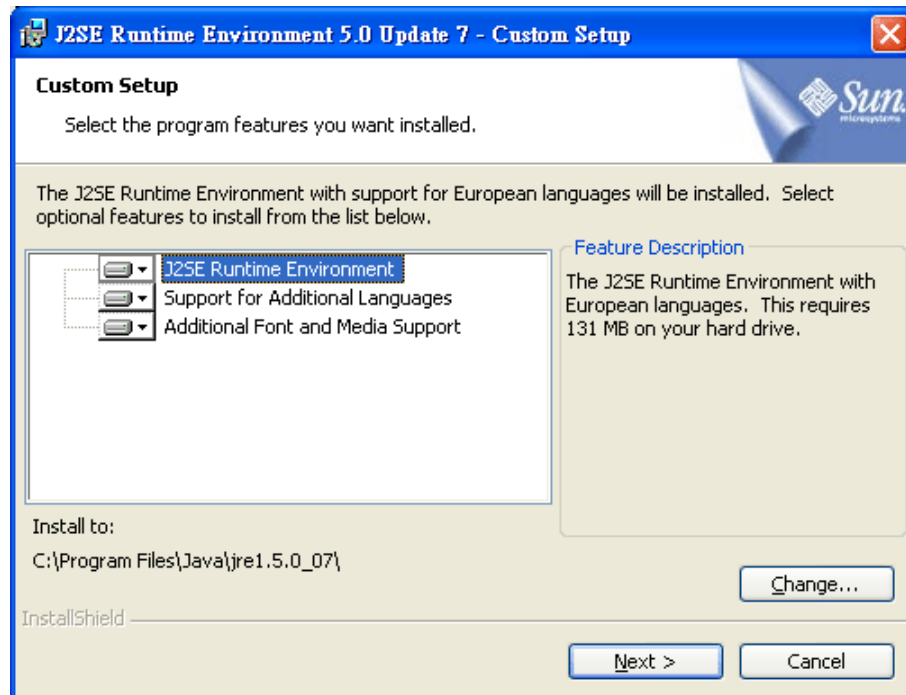 J2SE Runtime Environment 5.0 Update 7 - Custom Setup
Custom Setup
Select the program features you want installed.
Sun
microsystems
The J2SE Runtime Environment with support for European languages will be installed. Select
optional features to install from the list below.
J2SE Runtime Environment
Support for Additional Languages
Additional Font and Media Support
Feature Description
The J2SE Runtime Environment with
European languages. This requires
131 MB on your hard drive.
Install to:
C:\Program Files\Java\jre1.5.0_07\
Change...
InstallShield
Next >
Cancel